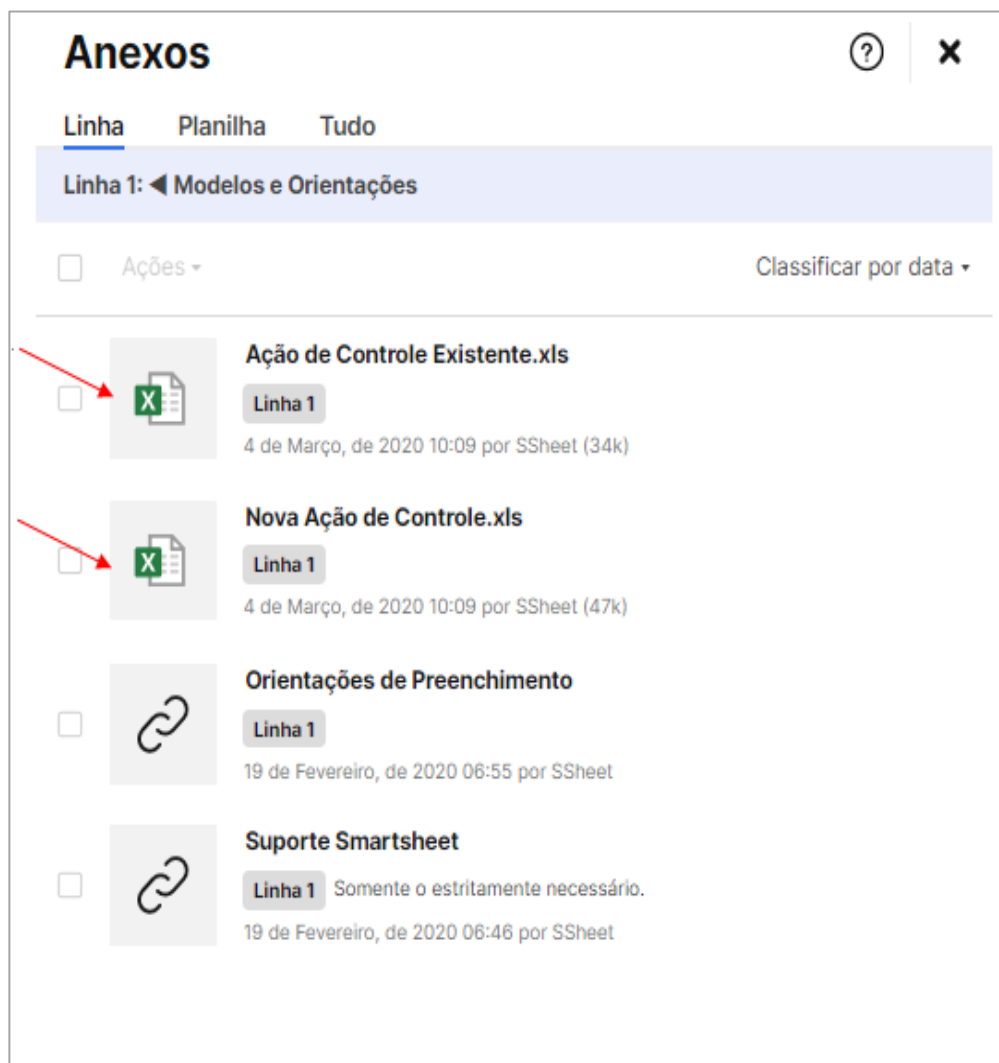 Anexos
Linha Planilha Tudo
Linha 1: ◀ Modelos e Orientações
Ações
Classificar por data
Ação de Controle Existente.xls
Linha 1
4 de Março, de 2020 10:09 por SSheet (34k)
Nova Ação de Controle.xls
Linha 1
4 de Março, de 2020 10:09 por SSheet (47k)
Orientações de Preenchimento
Linha 1
19 de Fevereiro, de 2020 06:55 por SSheet
Suporte Smartsheet
Linha 1 Somente o estritamente necessário.
19 de Fevereiro, de 2020 06:46 por SSheet